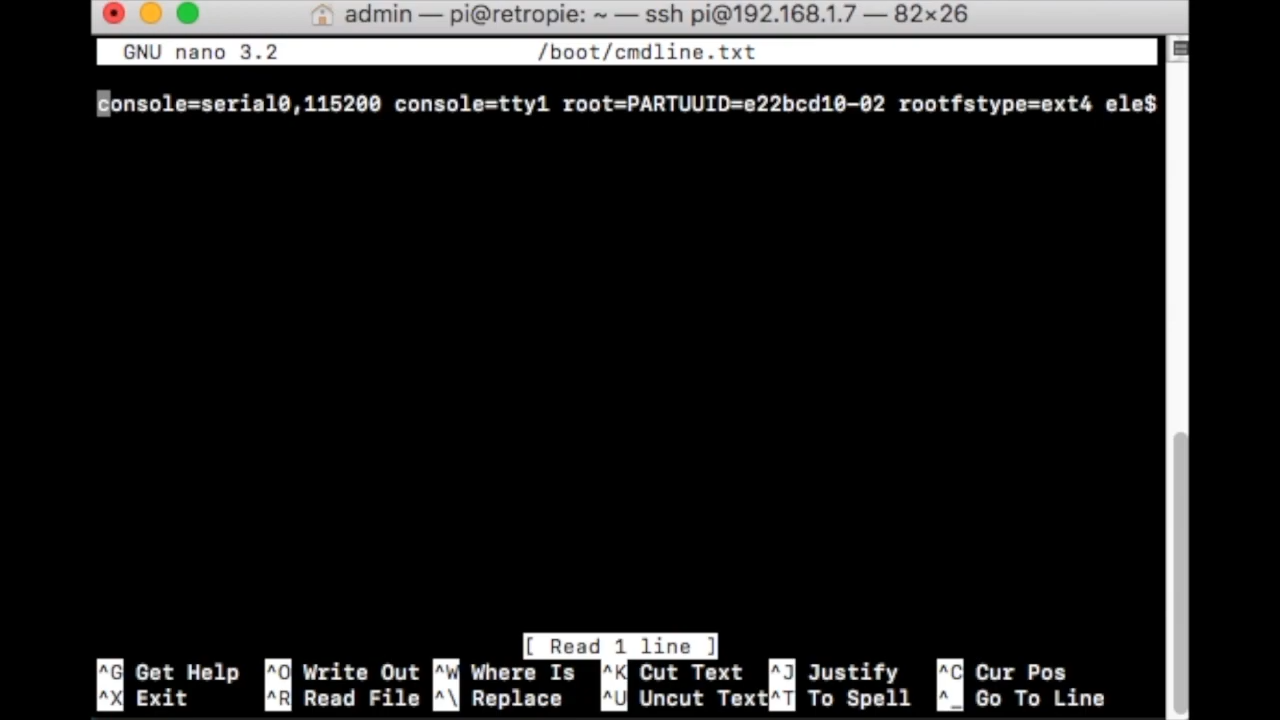 admin — pi@retropie: ~ — ssh pi@192.168.1.7 — 82×26
GNU nano 3.2 /boot/cmdline.txt
console=serial0,115200 console=tty1 root=PARTUUID=e22bcd10-02 rootfstype=ext4 ele$
[ Read 1 line ]
^G Get Help ^O Write Out ^W Where Is ^K Cut Text ^J Justify ^C Cur Pos
^X Exit ^R Read File ^\ Replace ^U Uncut Text^T To Spell ^_ Go To Line